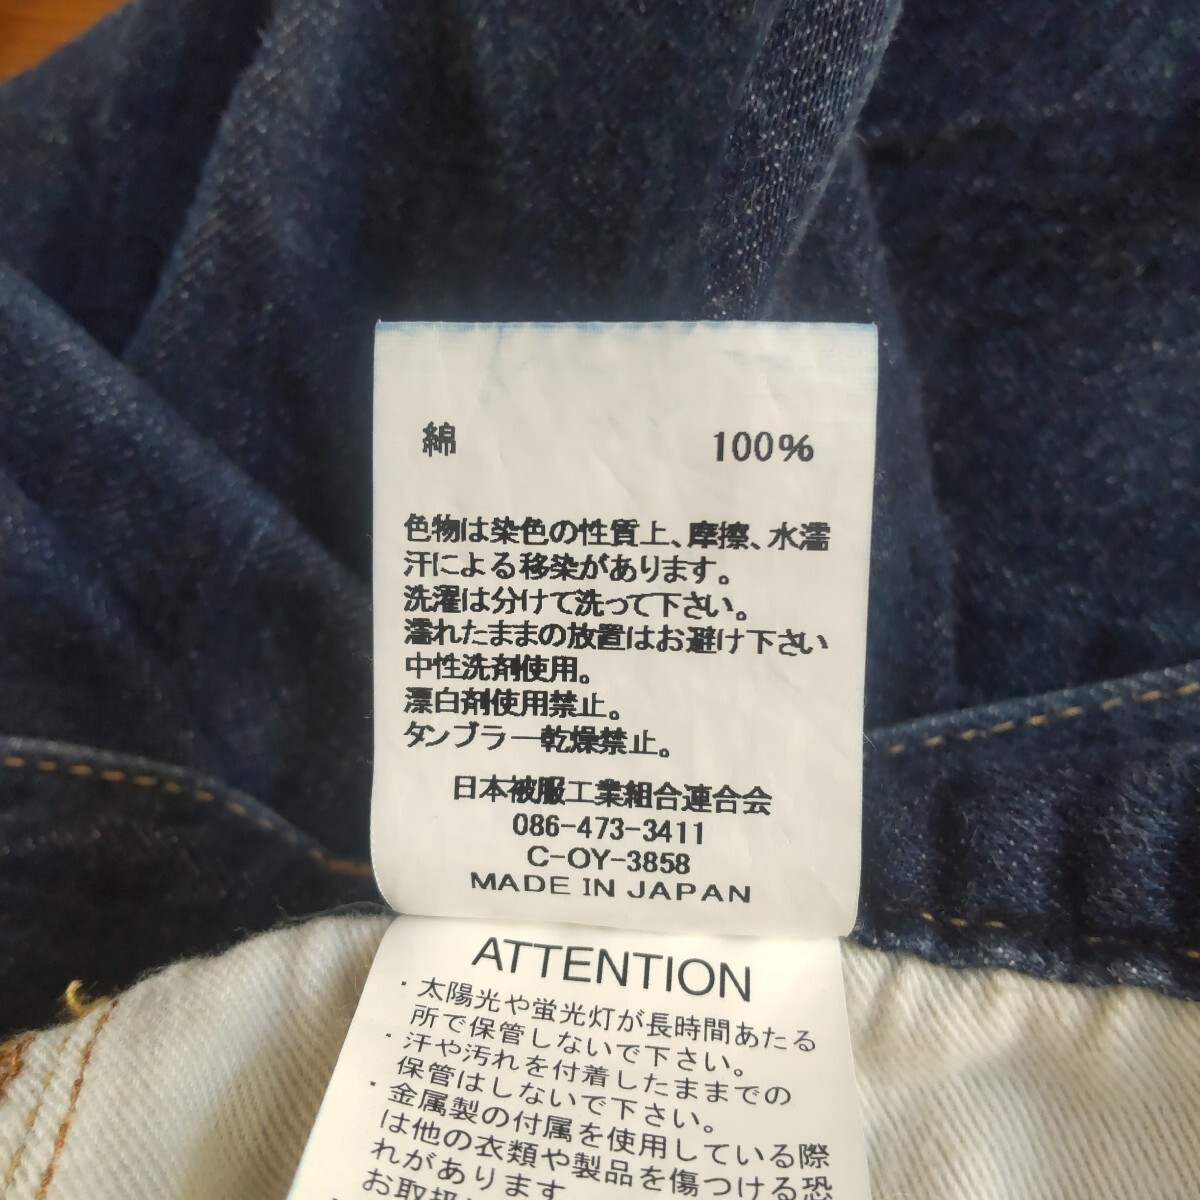 綿 100%
色物は染色の性質上、摩擦、水濡
汗による移染があります。
洗濯は分けて洗って下さい。
濡れたままの放置はお避け下さい
中性洗剤使用。
漂白剤使用禁止。
タンブラー乾燥禁止。
日本被服工業組合連合会
086-473-3411
C-OY-3858
MADE IN JAPAN
ATTENTION
・太陽光や蛍光灯が長時間あたる
所で保管しないで下さい。
・汗や汚れを付着したままでの
保管はしないで下さい。
・金属製の付属を使用している際
は他の衣類や製品を傷つける恐
れがあります
お取扱